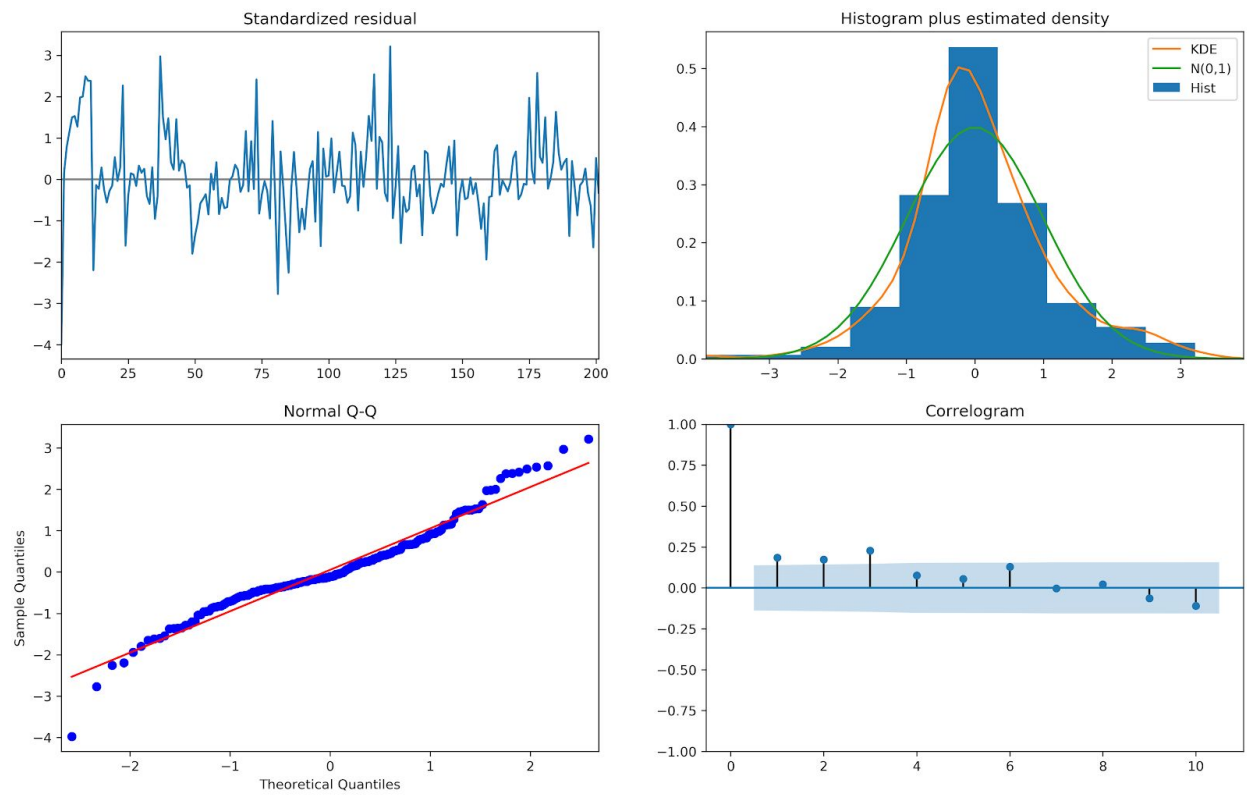 Standardized residual
3
2
1
0
−1
−2
−3
−4
0 25 50 75 100 125 150 175 200
Histogram plus estimated density
KDE
N(0,1)
Hist
0.5
0.4
0.3
0.2
0.1
0.0
−3 −2 −1 0 1 2 3
Normal Q-Q
Sample Quantiles
3
2
1
0
−1
−2
−3
−4
−2 −1 0 1 2
Theoretical Quantiles
Correlogram
1.00
0.75
0.50
0.25
0.00
−0.25
−0.50
−0.75
−1.00
0 2 4 6 8 10